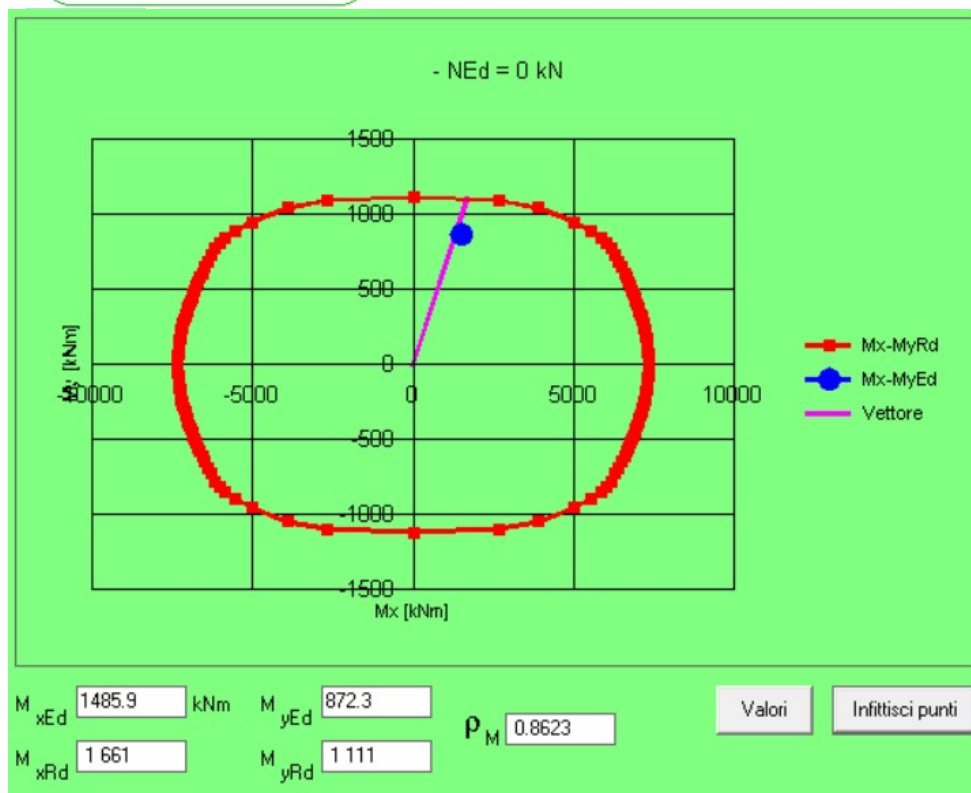 - NEd = 0 kN
1500
1000
500
0
-10000 -5000 0 5000 10000
-500
-1000
-1500
[kNm]
Mx [kNm]
Mx-MyRd
Mx-MyEd
Vettore
M xEd 1485.9 kNm M yEd 872.3
ρ M 0.8623
M xRd 1 661 M yRd 1 111
Valori
Infittisci punti